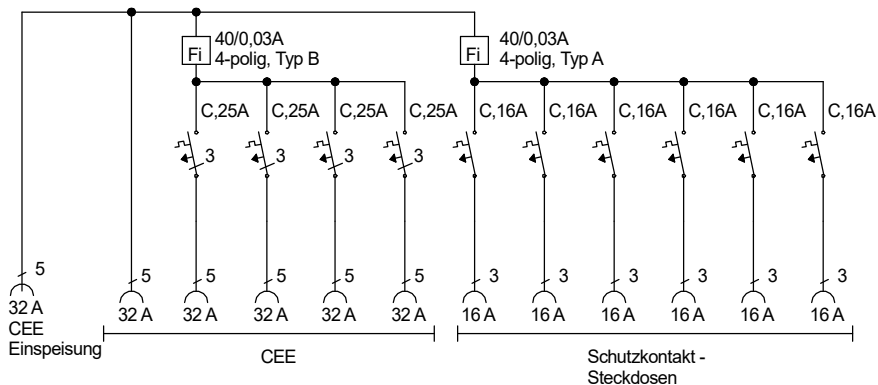 40/0,03A
Fi
4-polig, Typ B
40/0,03A
Fi
4-polig, Typ A
C,25A C,25A C,25A C,25A C,16A C,16A C,16A C,16A C,16A C,16A
3 3 3 3
5 5 5 5 5 5 3 3 3 3 3 3
32 A 32 A 32 A 32 A 32 A 32 A 16 A 16 A 16 A 16 A 16 A 16 A
CEE
Einspeisung
CEE
Schutzkontakt -
Steckdosen